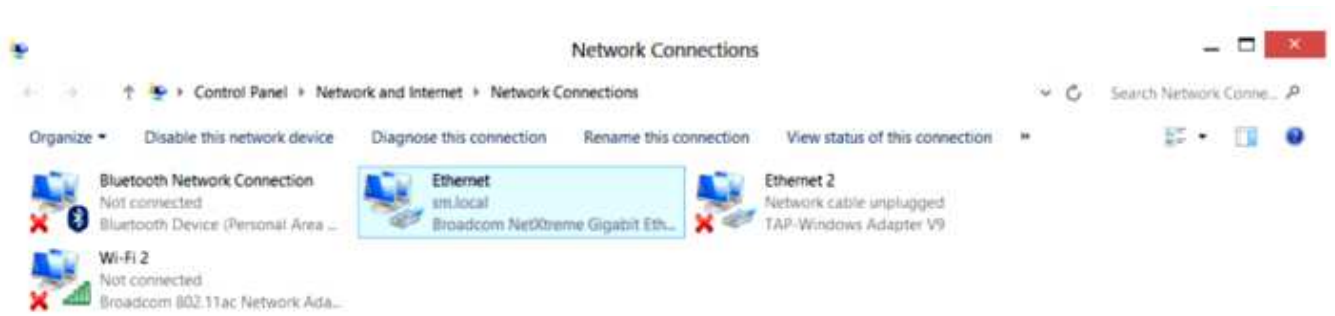 Network Connections
Control Panel Network and Internet Network Connections
Search Network Conne...
Organize Disable this network device Diagnose this connection Rename this connection View status of this connection »
Bluetooth Network Connection
Not connected
Bluetooth Device (Personal Area ...
Ethernet
sm.local
Broadcom NetXtreme Gigabit Eth...
Ethernet 2
Network cable unplugged
TAP-Windows Adapter V9
Wi-Fi 2
Not connected
Broadcom 802.11ac Network Ada...